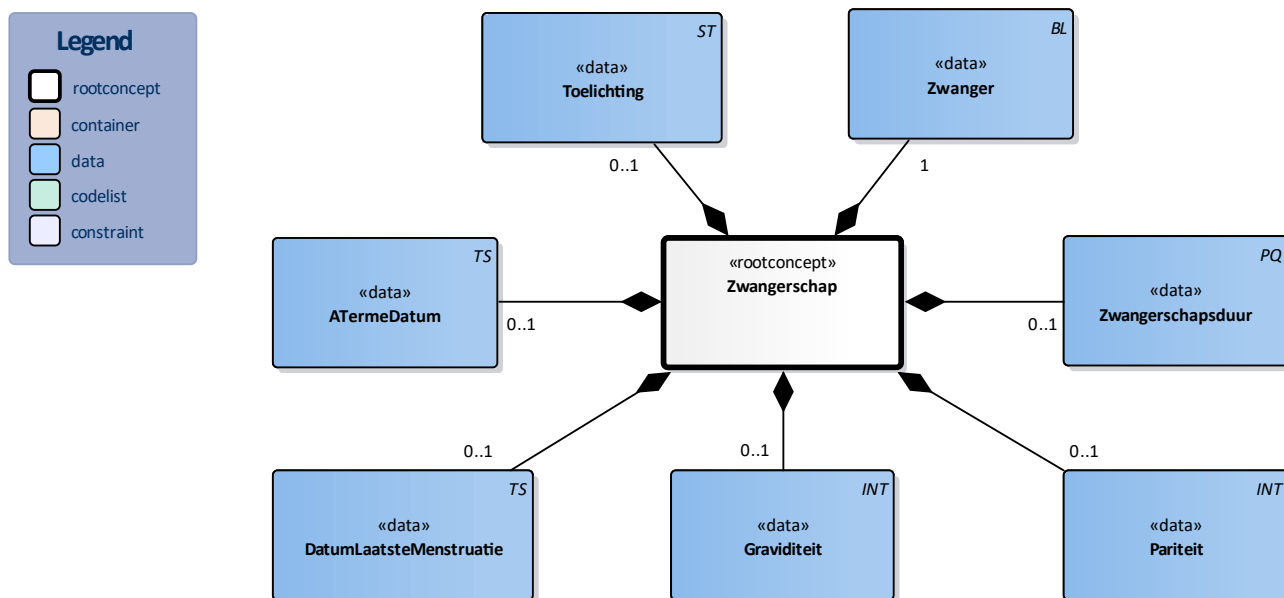 Legend
rootconcept
container
data
codelist
constraint
ST
«data»
Toelichting
0..1
BL
«data»
Zwanger
1
TS
«data»
ATermeDatum
0..1
«rootconcept»
Zwangerschap
PQ
«data»
Zwangerschapsduur
0..1
0..1
TS
«data»
DatumLaatsteMenstruatie
0..1
INT
«data»
Graviditeit
0..1
INT
«data»
Pariteit